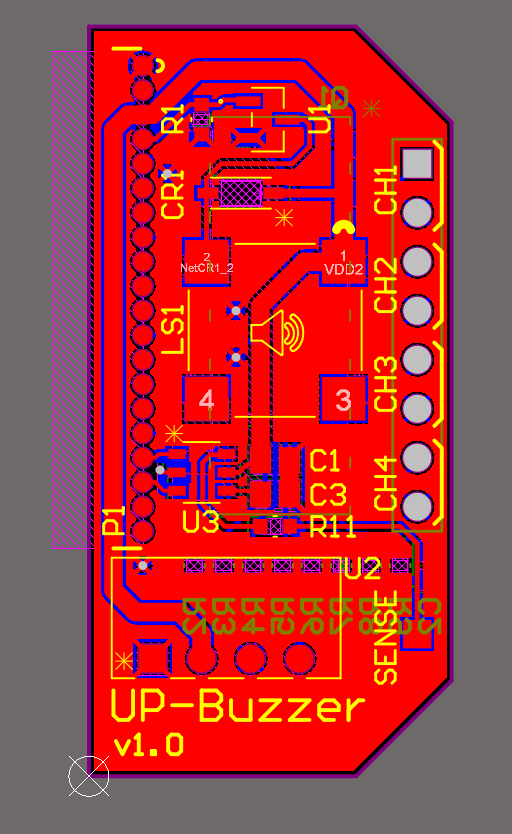 Q1
R1
U1
CR1
CH1
2
NetCR1_2
1
VDD2
CH2
LS1
CH3
4
3
C1
CH4
C3
P1
U3
R11
U2
SENSE
UP-Buzzer
v1.0